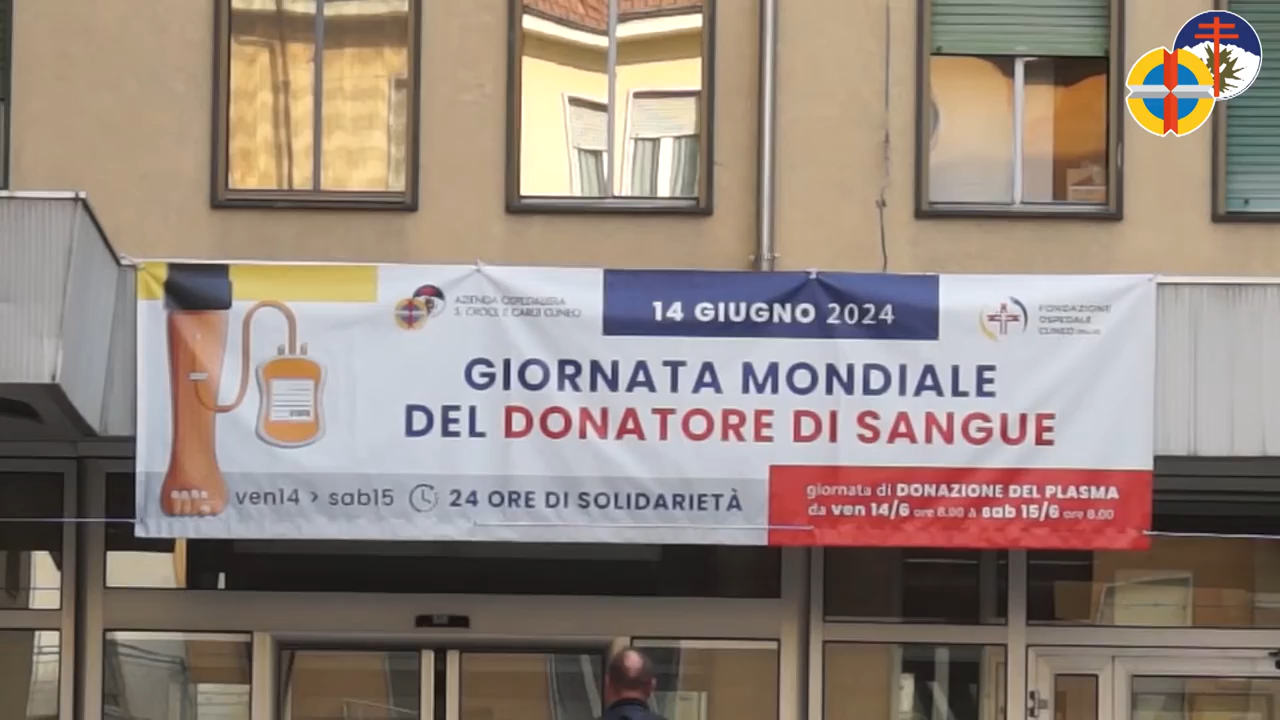 AZIENDA OSPEDALIERA
S. CROCE E CARLE CUNEO
14 GIUGNO 2024
FONDAZIONE
OSPEDALE
CUNEO
GIORNATA MONDIALE
DEL DONATORE DI SANGUE
ven14 > sab15 24 ORE DI SOLIDARIETÀ
giornata di DONAZIONE DEL PLASMA
da ven 14/6 ore 8.00 a sab 15/6 ore 8.00